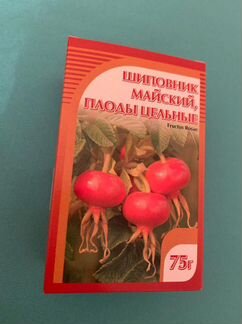 ШИПОВНИК
МАЙСКИЙ,
ПЛОДЫ ЦЕЛЬНЫЕ
Fructus Rosae
75г